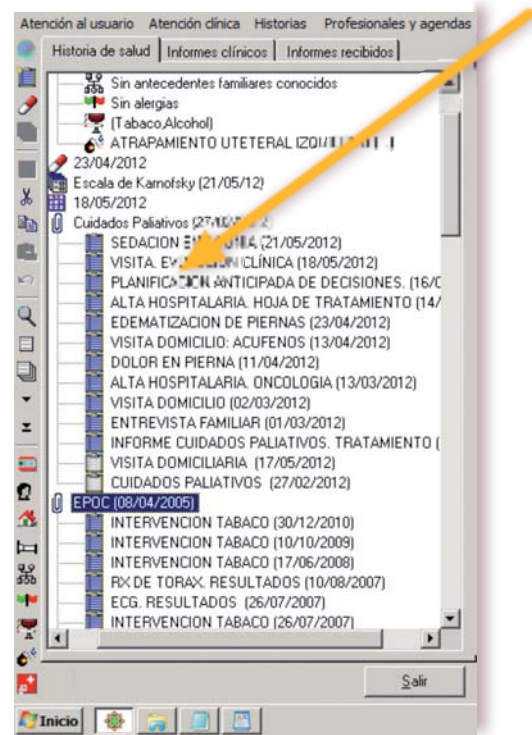 Atención al usuario Atención clínica Historias Profesionales y agendas
Historia de salud Informes clínicos Informes recibidos
Sin antecedentes familiares conocidos
Sin alergias
(Tabaco,Alcohol)
ATRAPAMIENTO UTETERAL
23/04/2012
Escala de Karnofsky (21/05/12)
18/05/2012
Cuidados Paliativos
SEDACION (21/05/2012)
VISITA. CLÍNICA (18/05/2012)
PLANIFICACION ANTICIPADA DE DECISIONES. (16/0
ALTA HOSPITALARIA. HOJA DE TRATAMIENTO (14/
EDEMATIZACION DE PIERNAS (23/04/2012)
VISITA DOMICILIO: ACUFENOS (13/04/2012)
DOLOR EN PIERNA (11/04/2012)
ALTA HOSPITALARIA. ONCOLOGIA (13/03/2012)
VISITA DOMICILIO (02/03/2012)
ENTREVISTA FAMILIAR (01/03/2012)
INFORME CUIDADOS PALIATIVOS. TRATAMIENTO (
VISITA DOMICILIARIA (17/05/2012)
CUIDADOS PALIATIVOS (27/02/2012)
EPOC (08/04/2005)
INTERVENCION TABACO (30/12/2010)
INTERVENCION TABACO (10/10/2009)
INTERVENCION TABACO (17/06/2008)
RX DE TORAX. RESULTADOS (10/08/2007)
ECG. RESULTADOS (26/07/2007)
INTERVENCION TABACO (26/07/2007)
Salir
Inicio